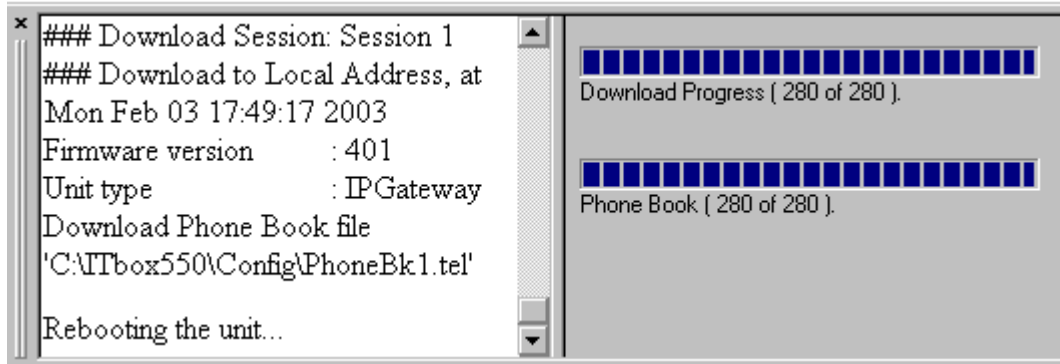 ### Download Session: Session 1
### Download to Local Address, at
Mon Feb 03 17:49:17 2003
Firmware version : 401
Unit type : IPGateway
Download Phone Book file
'C:\ITbox550\Config\PhoneBk1.tel'
Rebooting the unit...
Download Progress ( 280 of 280 ).
Phone Book ( 280 of 280 ).